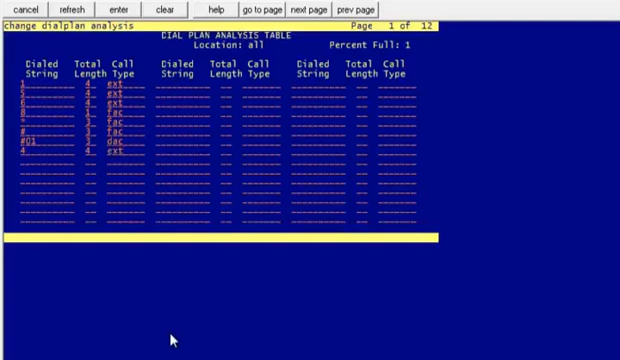 cancel refresh enter clear help go to page next page prev page
change dialplan analysis Page 1 of 12
DIAL PLAN ANALYSIS TABLE
Location: all Percent Full: 1
Dialed Total Call Dialed Total Call Dialed Total Call
String Length Type String Length Type String Length Type
1 4 ext
5 4 ext
6 4 ext
8 1 fac
* 3 fac
# 3 fac
#01 3 dac
4 4 ext